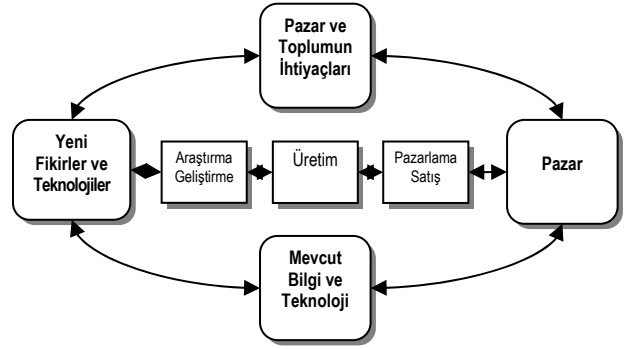 Pazar ve
Toplumun
İhtiyaçları
Yeni
Fikirler ve
Teknolojiler
Araştırma
Geliştirme
Üretim
Pazarlama
Satış
Pazar
Mevcut
Bilgi ve
Teknoloji